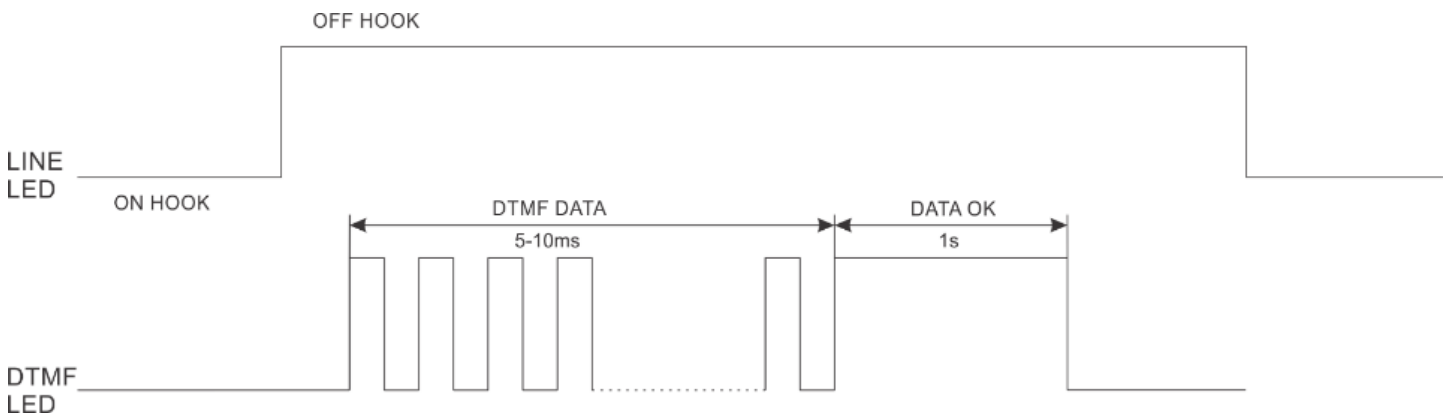 OFF HOOK
LINE
LED
ON HOOK
DTMF DATA
5-10ms
DATA OK
1s
DTMF
LED